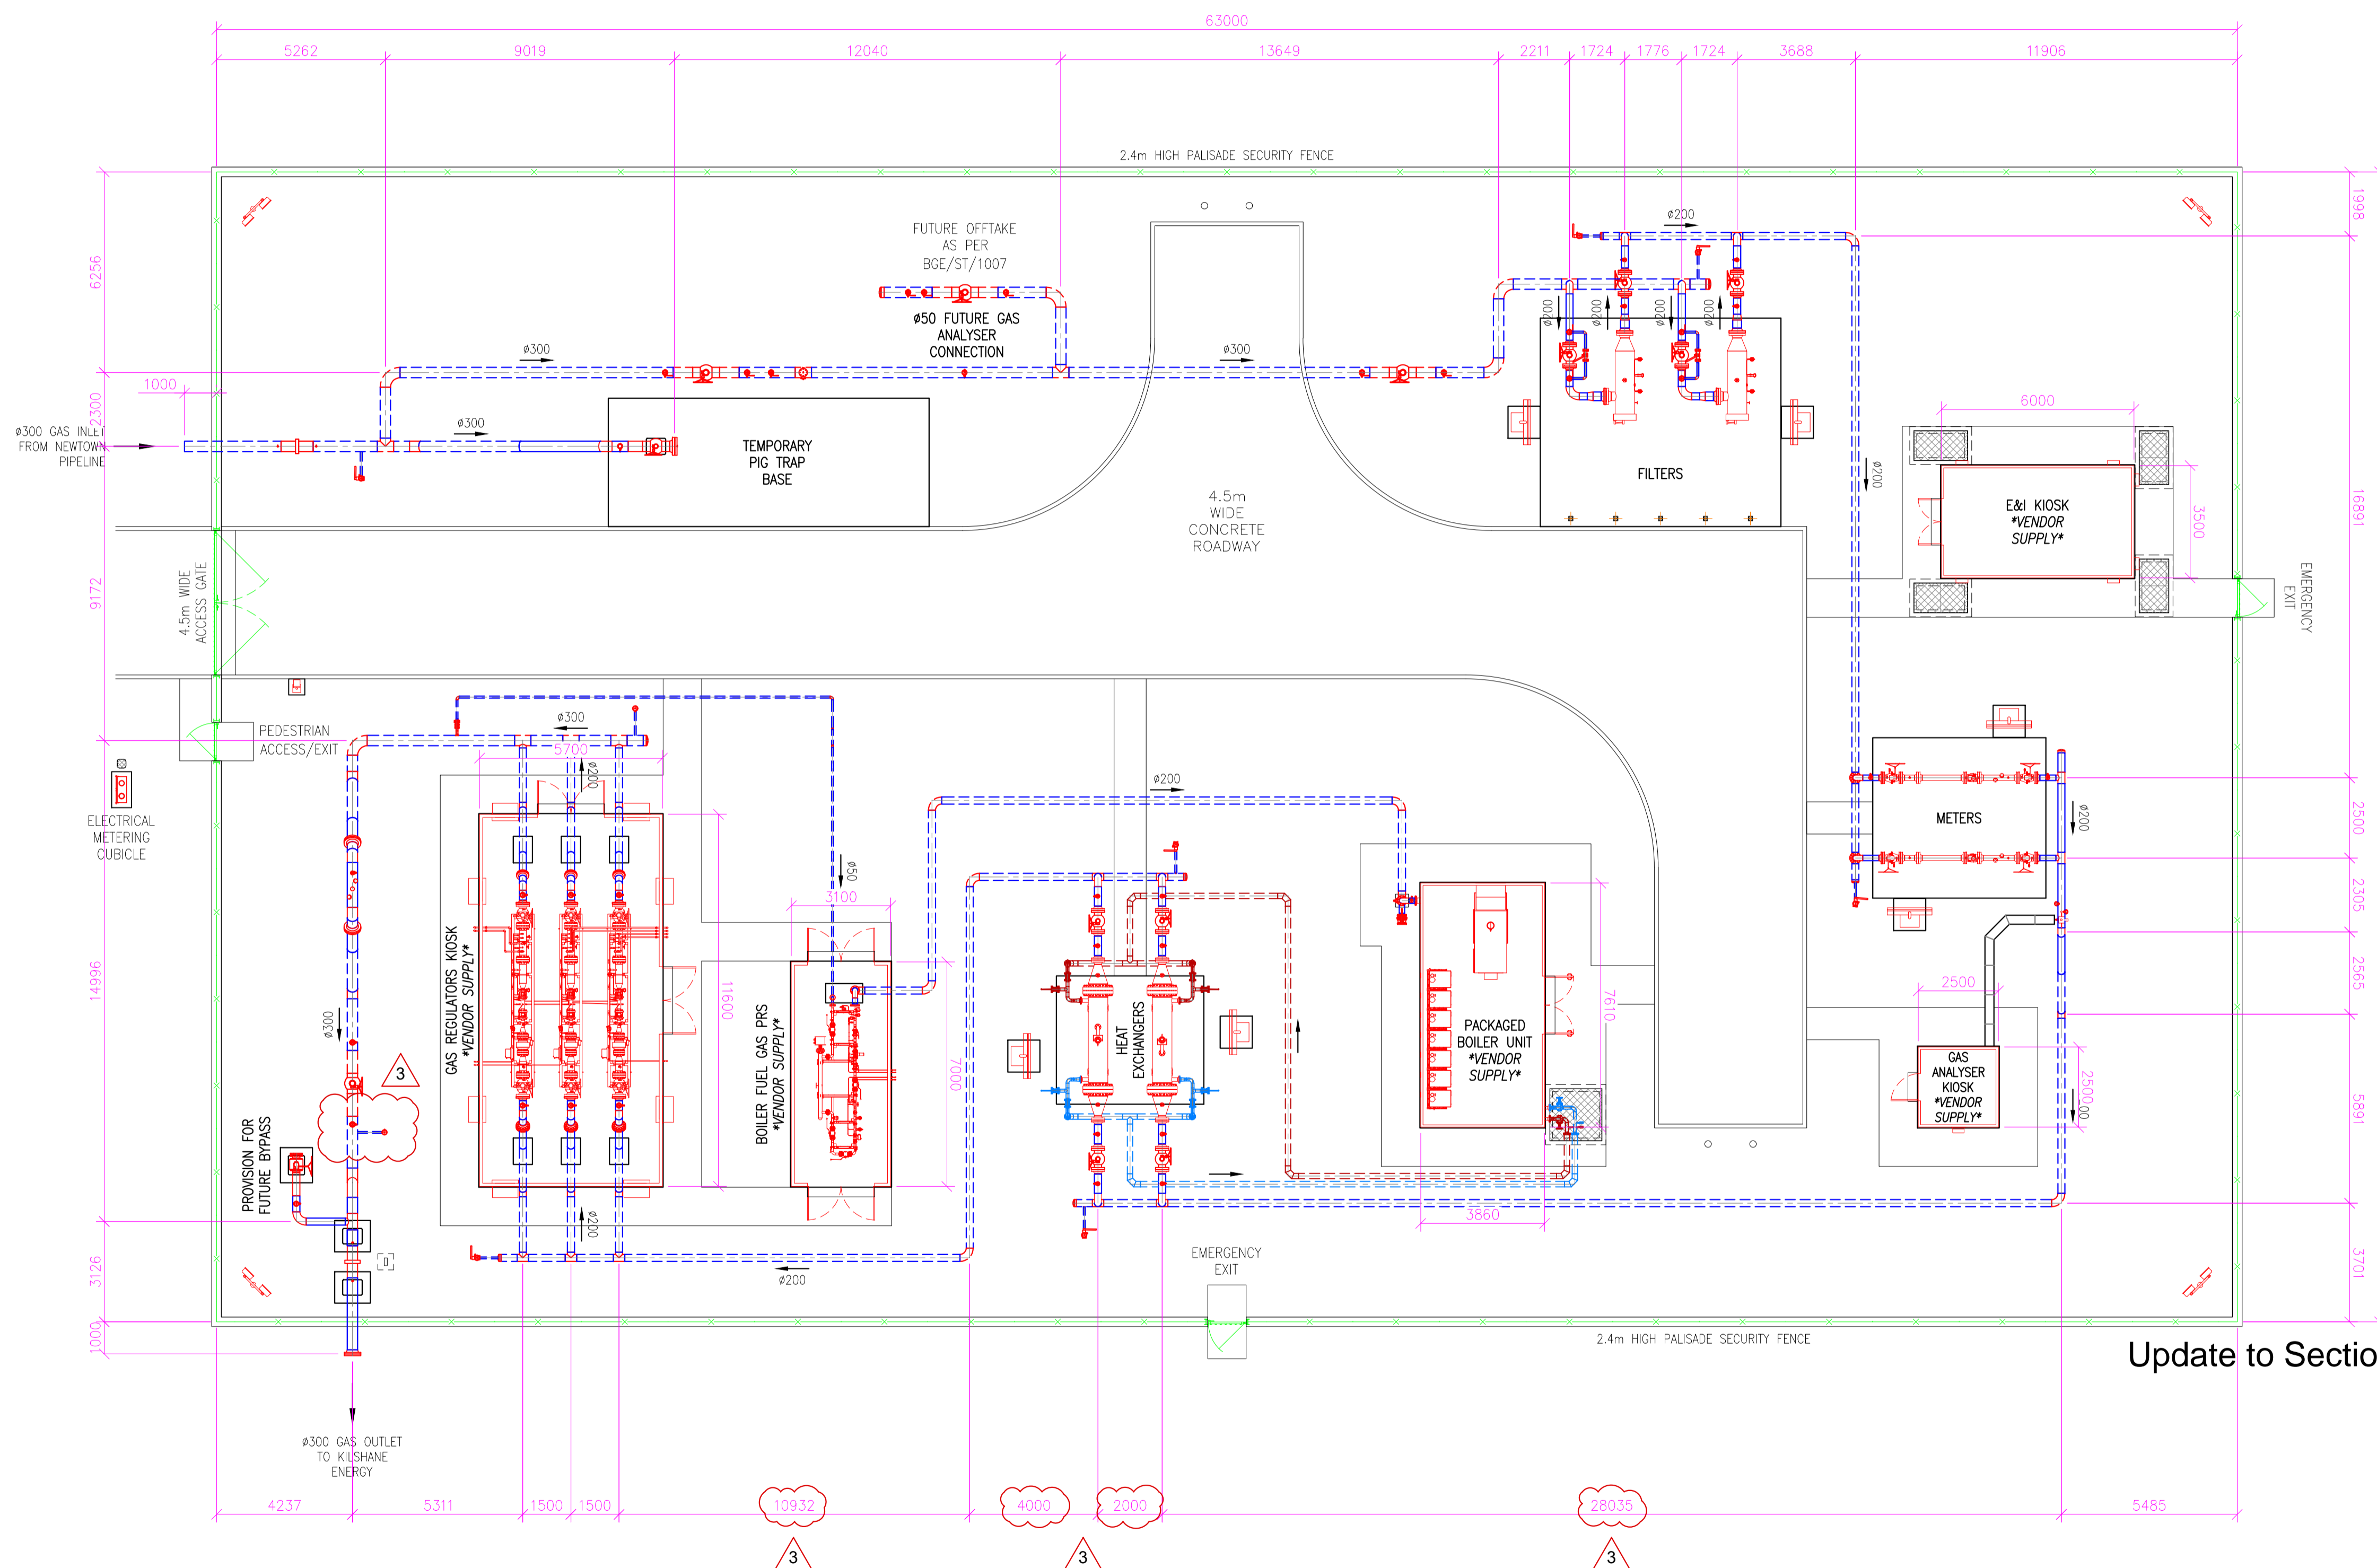 63000
5262
9019
12040
13649
2211
1724
1776
1724
3688
11906
2.4m HIGH PALISADE SECURITY FENCE
1998
6256
2300
1000
9172
14996
3126
1000
16891
2500
2305
2565
5891
3701
FUTURE OFFTAKE
AS PER
BGE/ST/1007
ø50 FUTURE GAS
ANALYSER
CONNECTION
ø200
ø200
ø200
ø200
ø200
ø300
ø300
ø300
ø300 GAS INLET
FROM NEWTOWN
PIPELINE
TEMPORARY
PIG TRAP
BASE
4.5m
WIDE
CONCRETE
ROADWAY
FILTERS
ø200
6000
3500
E&I KIOSK
*VENDOR
SUPPLY*
EMERGENCY
EXIT
4.5m WIDE
ACCESS GATE
PEDESTRIAN
ACCESS/EXIT
ELECTRICAL
METERING
CUBICLE
ø300
5700
ø200
11600
GAS REGULATORS KIOSK
*VENDOR SUPPLY*
ø50
3100
7000
BOILER FUEL GAS PRS
*VENDOR SUPPLY*
ø200
HEAT
EXCHANGERS
PACKAGED
BOILER UNIT
*VENDOR
SUPPLY*
7610
3860
METERS
ø200
2500
2500
GAS
ANALYSER
KIOSK
*VENDOR
SUPPLY*
ø300
3
PROVISION FOR
FUTURE BYPASS
ø200
ø200
EMERGENCY
EXIT
2.4m HIGH PALISADE SECURITY FENCE
Update to Sectio
ø300 GAS OUTLET
TO KILSHANE
ENERGY
4237
5311
1500
1500
10932
4000
2000
28035
5485
3
3
3